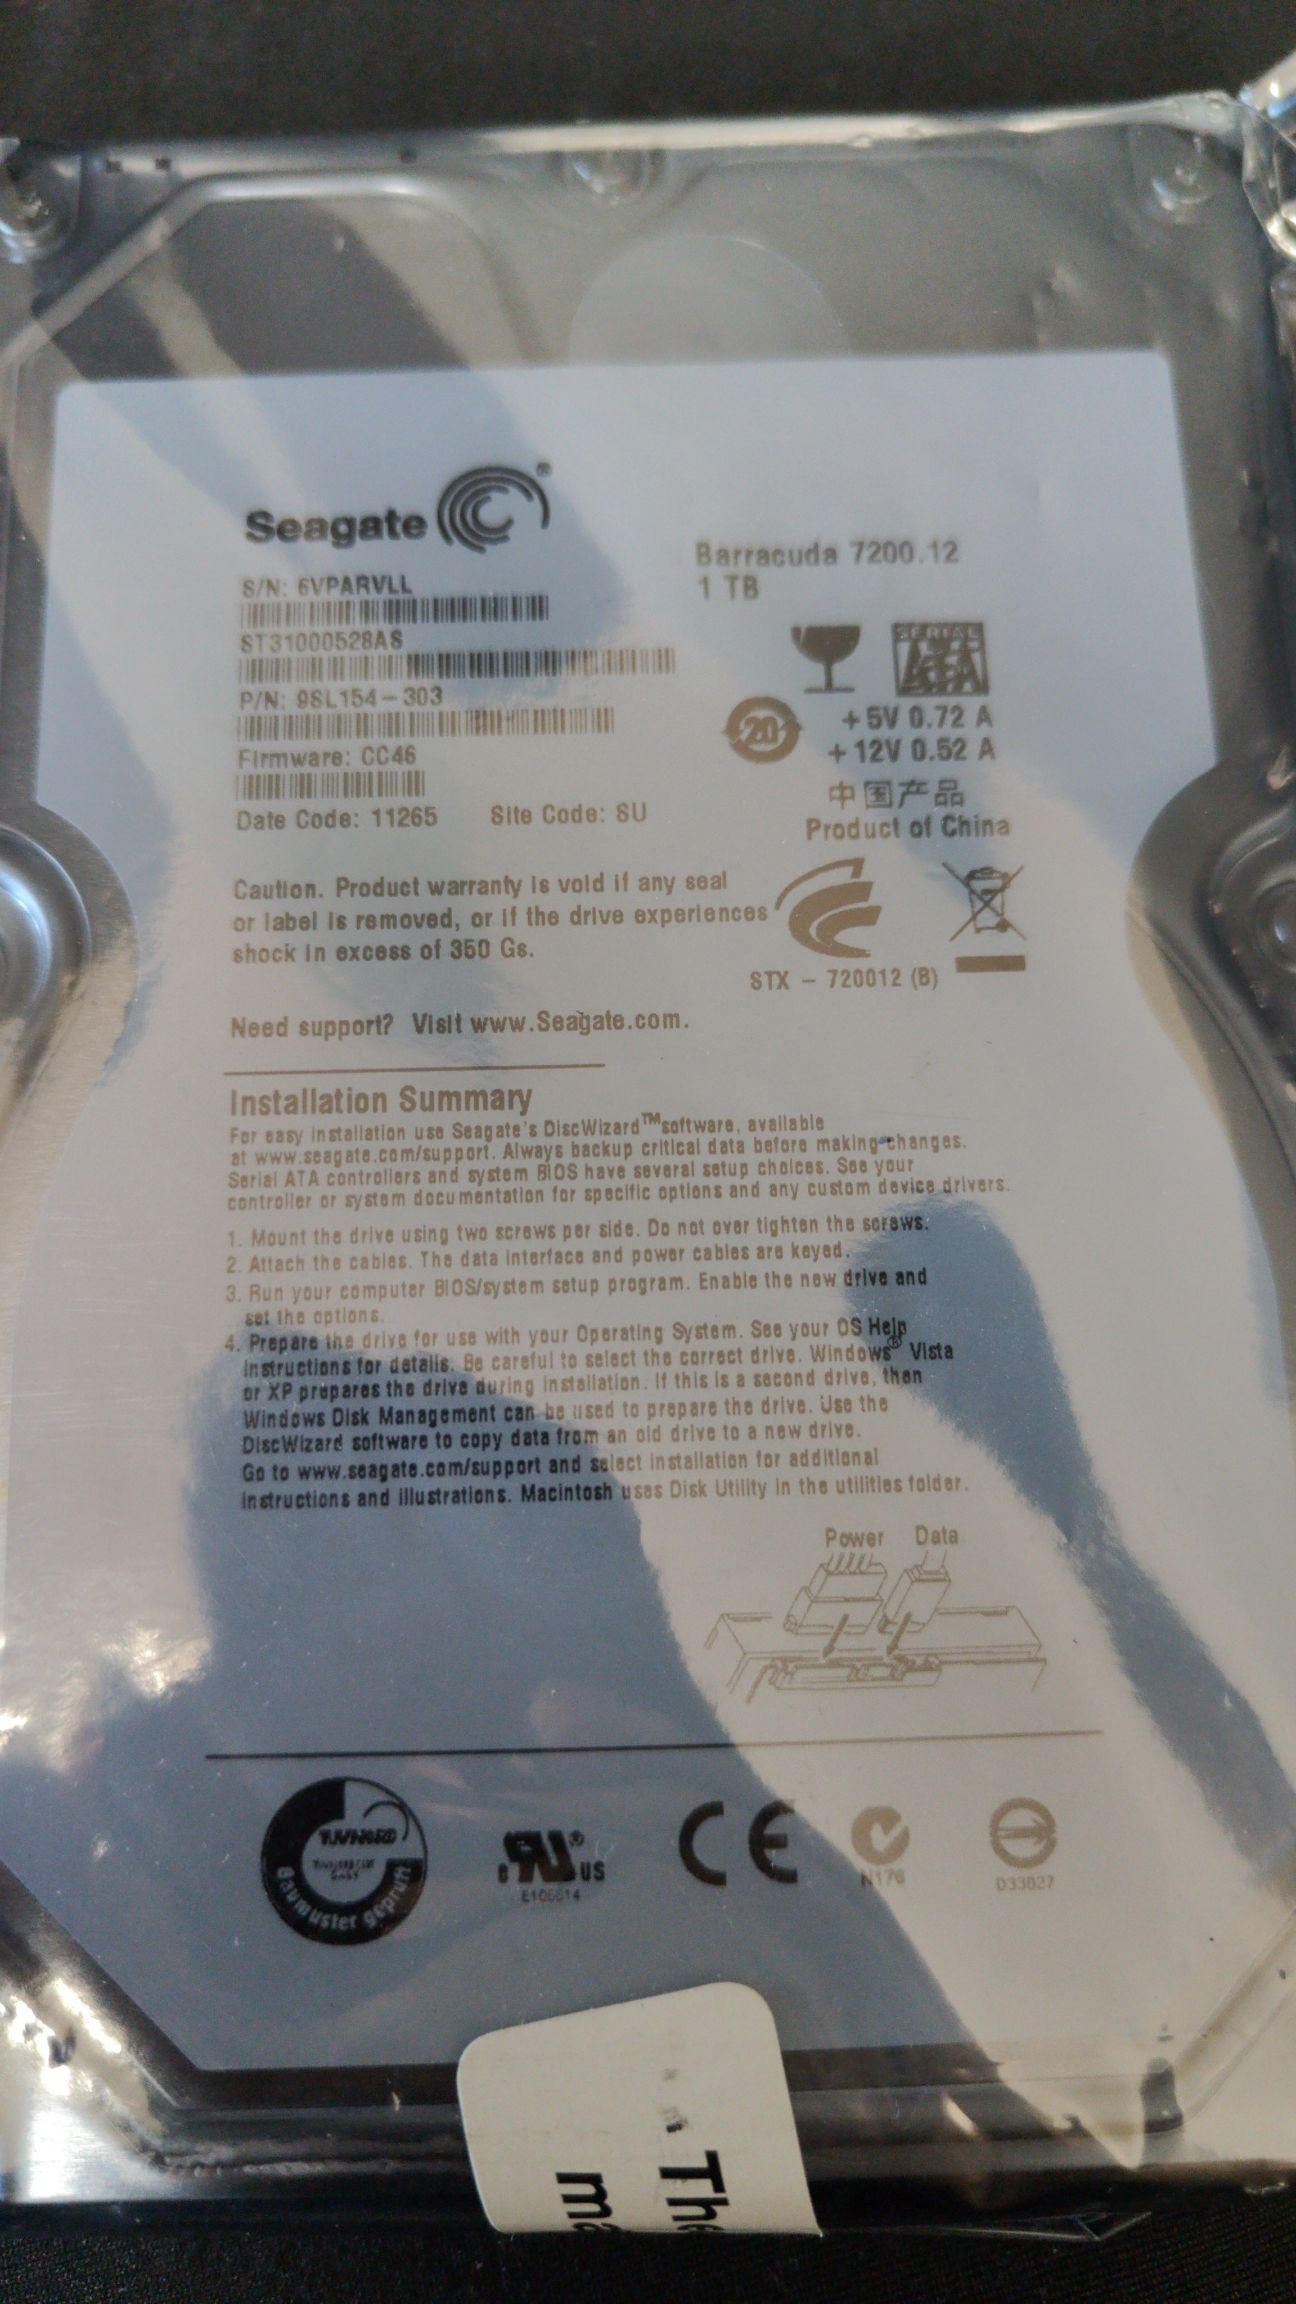 Seagate®
Barracuda 7200.12
1 TB
S/N: 6VPARVLL
ST31000528AS
P/N: 9SL154-303
Firmware: CC46
Date Code: 11265 Site Code: SU
SERIAL
ATA
20
+5V 0.72 A
+12V 0.52 A
中国产品
Product of China
Caution. Product warranty is void if any seal
or label is removed, or if the drive experiences
shock in excess of 350 Gs.
STX - 720012 (B)
Need support? Visit www.Seagate.com.
Installation Summary
For easy installation use Seagate's DiscWizard™ software, available
at www.seagate.com/support. Always backup critical data before making changes.
Serial ATA controllers and system BIOS have several setup choices. See your
controller or system documentation for specific options and any custom device drivers.
1. Mount the drive using two screws per side. Do not over tighten the screws.
2. Attach the cables. The data interface and power cables are keyed.
3. Run your computer BIOS/system setup program. Enable the new drive and
set the options.
4. Prepare the drive for use with your Operating System. See your OS Help
instructions for details. Be careful to select the correct drive. Windows® Vista
or XP prepares the drive during installation. If this is a second drive, then
Windows Disk Management can be used to prepare the drive. Use the
DiscWizard software to copy data from an old drive to a new drive.
Go to www.seagate.com/support and select installation for additional
instructions and illustrations. Macintosh uses Disk Utility in the utilities folder.
Power Data
TÜV NORD
Baumuster geprüft
c UL® US
E106614
CE
N176
D33027
The